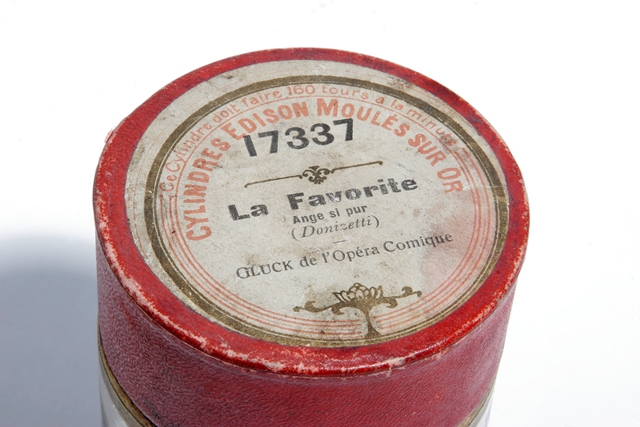 Ce Cylindre doit faire 160 tours a la minute
CYLINDRES EDISON MOULÉS SUR OR
17337
La Favorite
Ange si pur
(Donizetti)
GLUCK de l'Opéra Comique